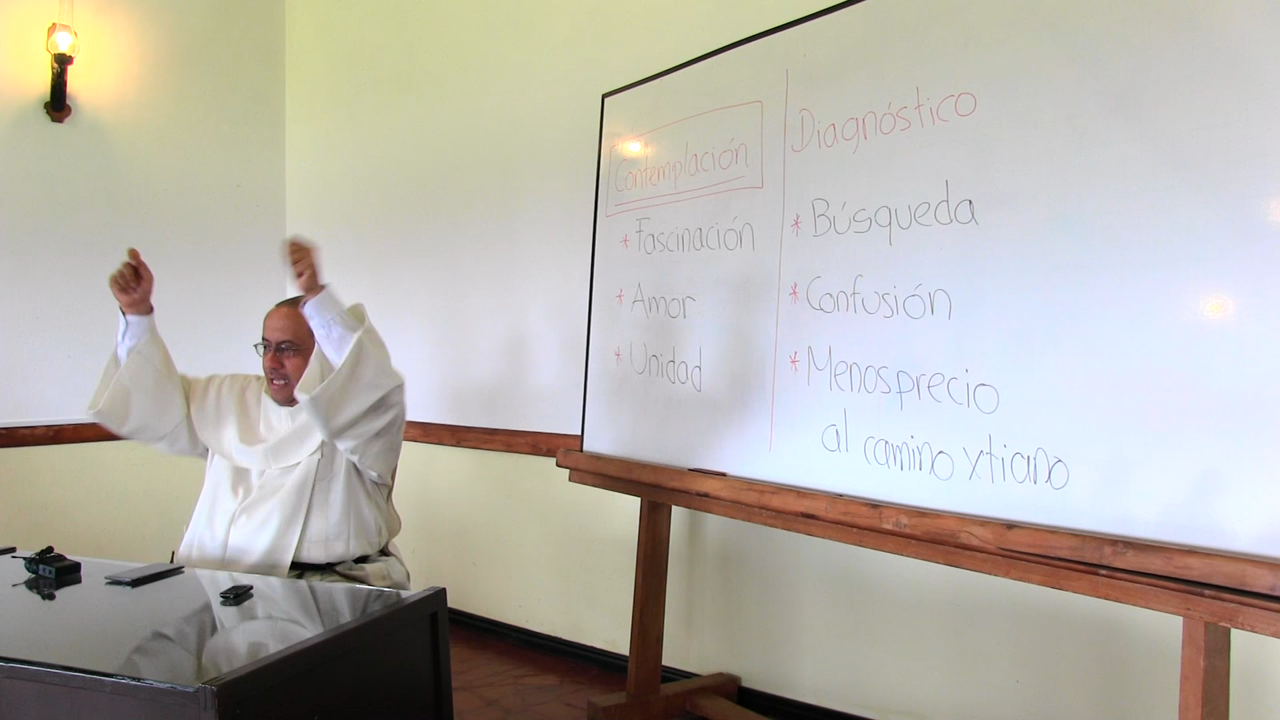 Contemplación
* Fascinación
* Amor
* Unidad
Diagnóstico
* Búsqueda
* Confusión
* Menosprecio
al camino xtiano